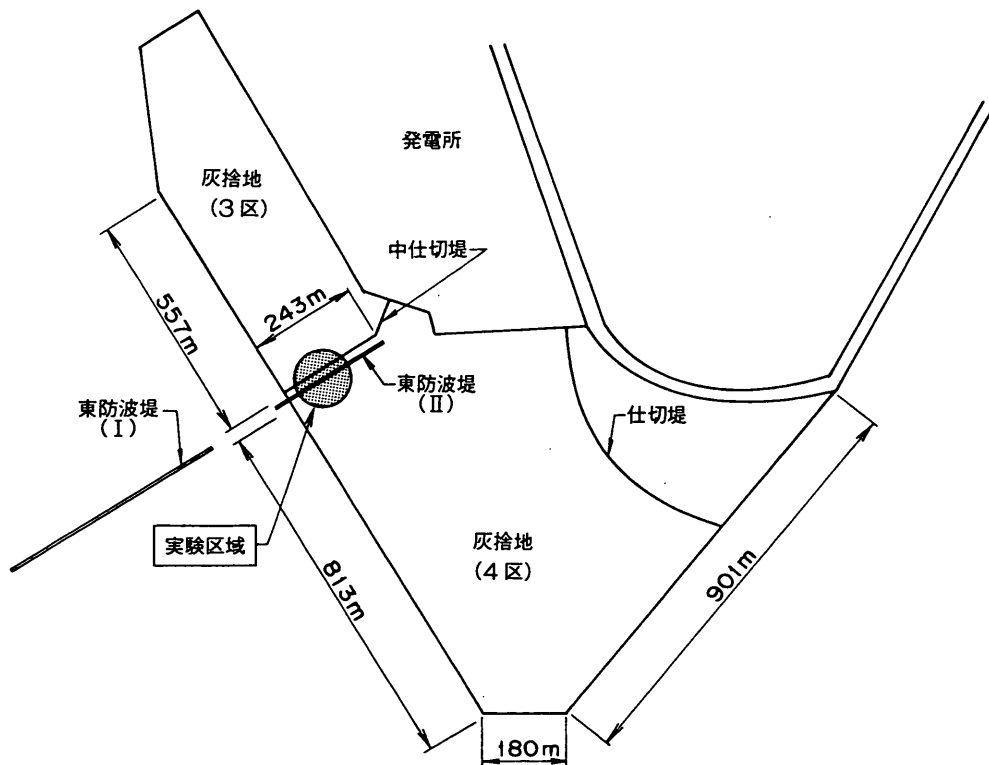 発電所
灰捨地
(3区)
中仕切堤
243m
557m
東防波堤
(Ⅱ)
東防波堤
(Ⅰ)
仕切堤
実験区域
灰捨地
(4区)
813m
901m
180m